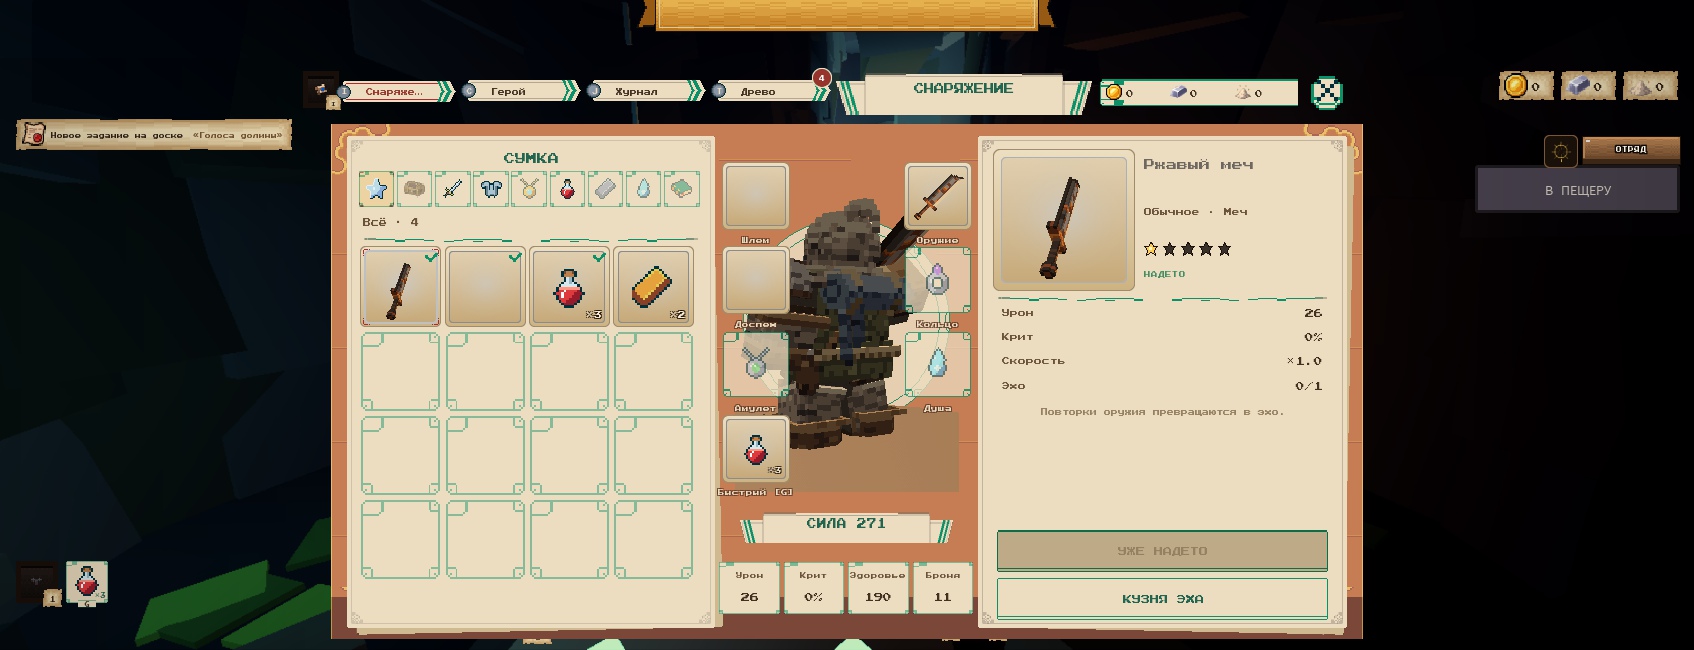 4
I Снаряже...
C Герой
J Журнал
T Древо
СНАРЯЖЕНИЕ
0 0 0
0 0 0
1
Новое задание на доске «Голоса долины»
ОТРЯД
В ПЕЩЕРУ
СУМКА
Всё · 4
×3
×2
Шлем
Доспех
Амулет
×3
Быстрый [G]
Оружие
Кольцо
Душа
СИЛА 271
Урон
26
Крит
0%
Здоровье
190
Броня
11
Ржавый меч
Обычное · Меч
НАДЕТО
Урон 26
Крит 0%
Скорость ×1.0
Эхо 0/1
Повторки оружия превращаются в эхо.
УЖЕ НАДЕТО
КУЗНЯ ЭХА
1
×3
G